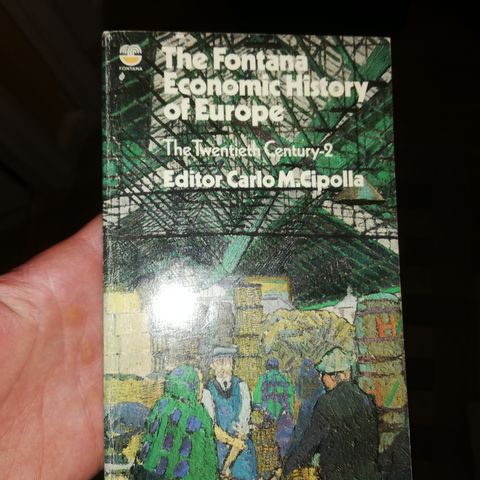 FONTANA
The Fontana
Economic History
of Europe
The Twentieth Century-2
Editor Carlo M.Cipolla
H